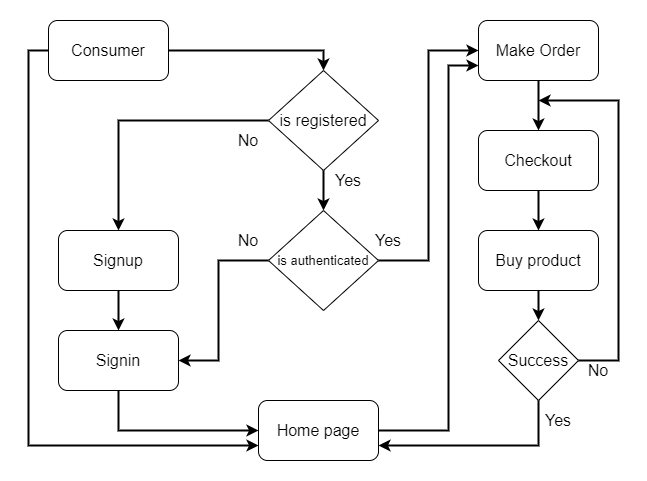 Consumer
Make Order
is registered
No
Yes
Checkout
No
Yes
Signup
is authenticated
Buy product
Signin
Success
No
Home page
Yes